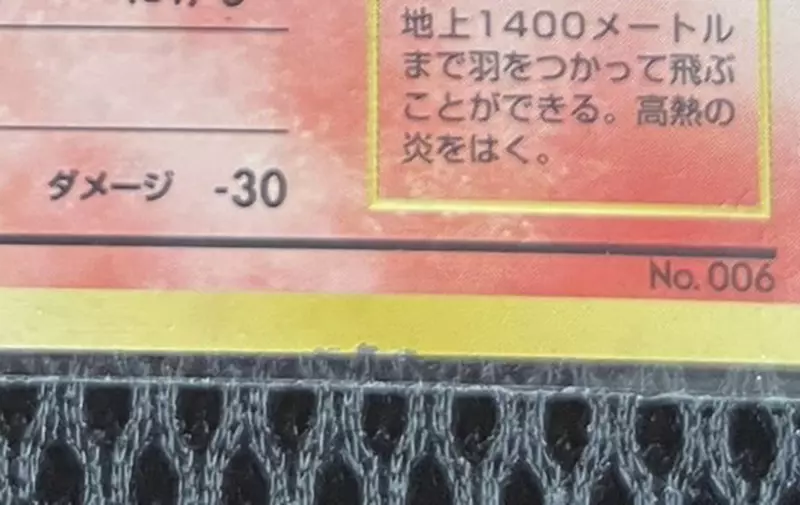 地上1400メートル
まで羽をつかって飛ぶ
ことができる。高熱の
炎をはく。
ダメージ -30
No. 006